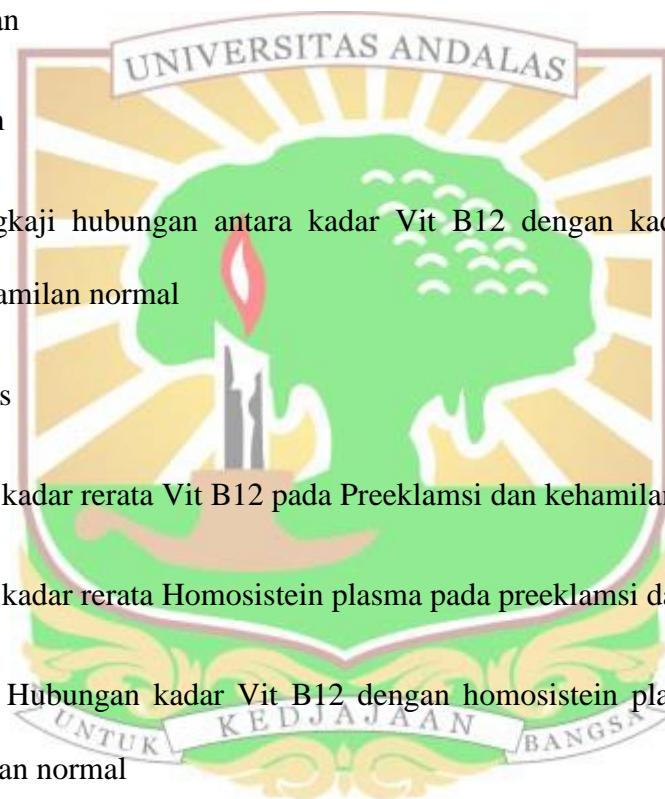 an
UNIVERSITAS ANDALAS
n
gkaji hubungan antara kadar Vit B12 dengan kad
amilan normal
s
kadar rerata Vit B12 pada Preeklamsi dan kehamilan
kadar rerata Homosistein plasma pada preeklamsi da
Hubungan kadar Vit B12 dengan homosistein pla
UNTUK KEDJAJAAN BANGSA
an normal